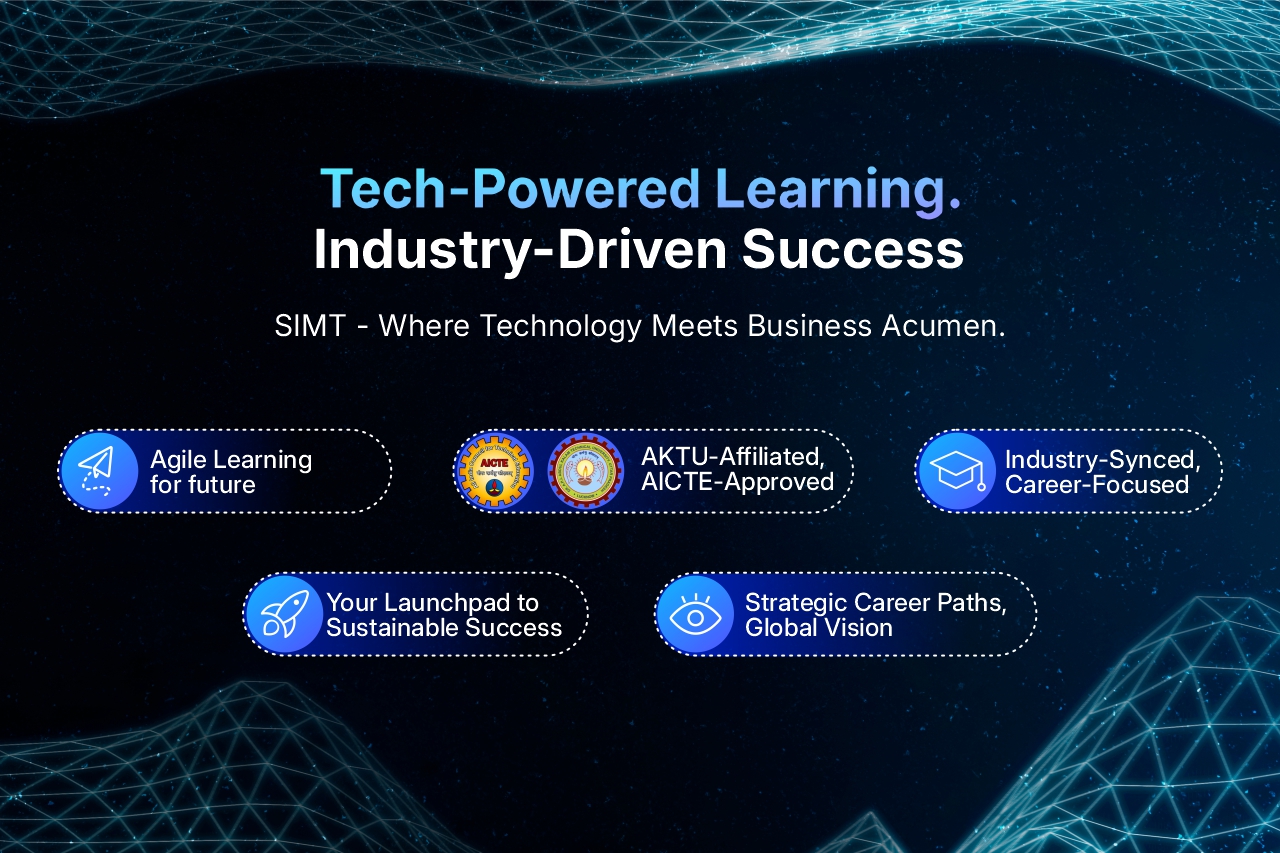 Tech-Powered Learning.
Industry-Driven Success
SIMT - Where Technology Meets Business Acumen.
Agile Learning
for future
AICTE
AKTU-Affiliated,
AICTE-Approved
Industry-Synced,
Career-Focused
Your Launchpad to
Sustainable Success
Strategic Career Paths,
Global Vision